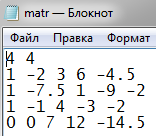 matr — Блокнот
Файл Правка Формат
4 4
1 -2 3 6 -4.5
1 -7.5 1 -9 -2
1 -1 4 -3 -2
0 0 7 12 -14.5